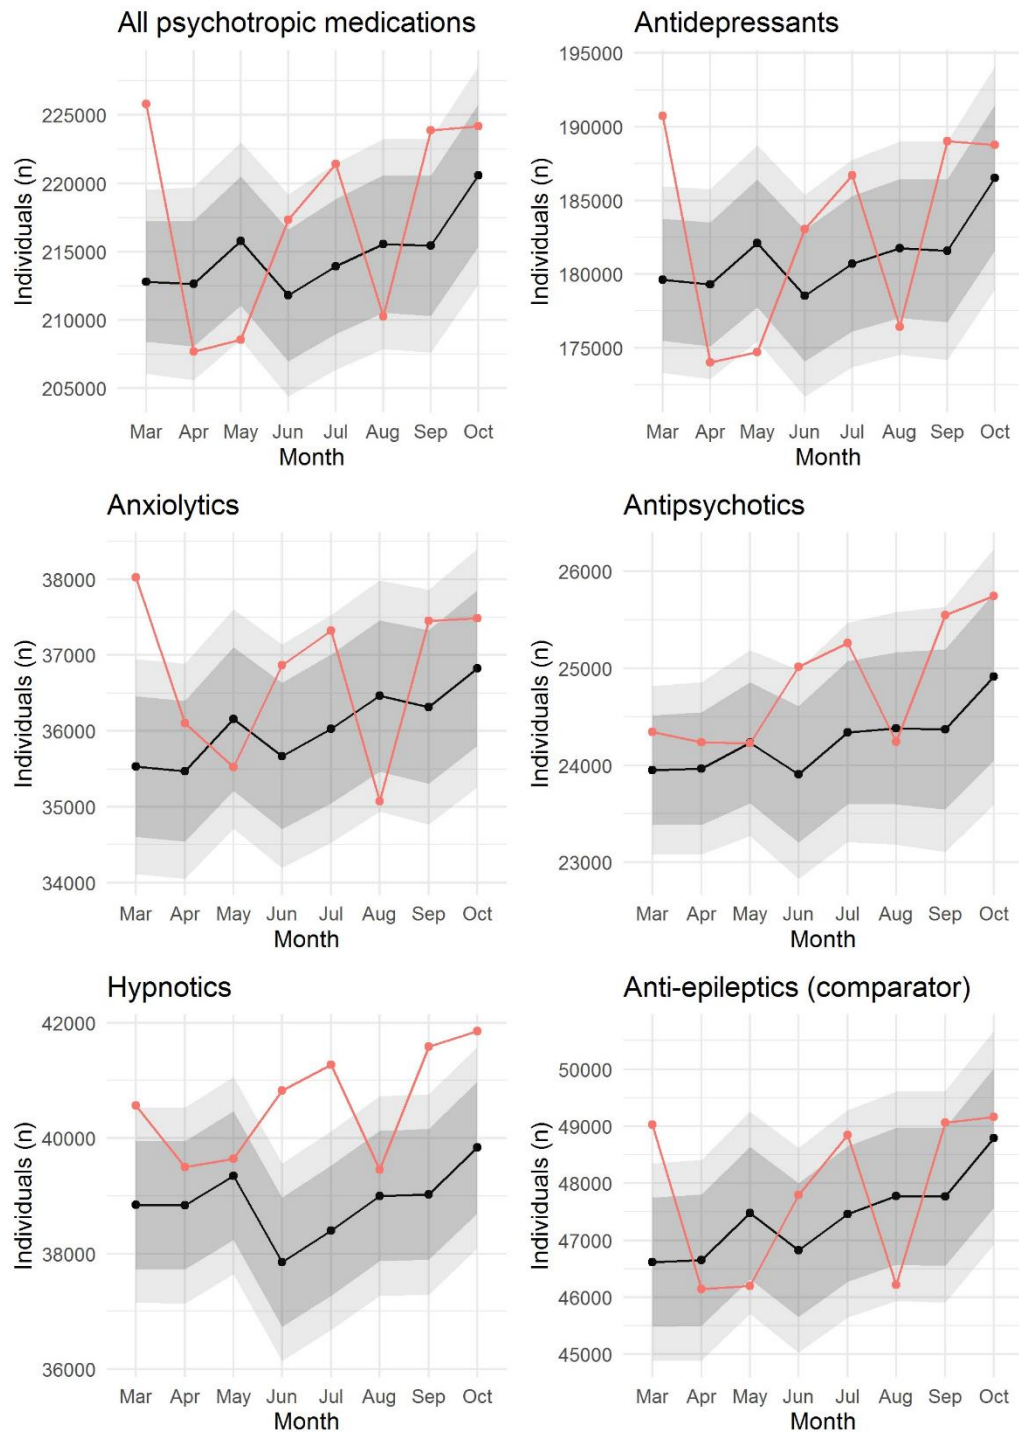 All psychotropic medications
Individuals (n)
225000
220000
215000
210000
205000
Mar Apr May Jun Jul Aug Sep Oct
Month
Antidepressants
Individuals (n)
195000
190000
185000
180000
175000
Mar Apr May Jun Jul Aug Sep Oct
Month
Anxiolytics
Individuals (n)
38000
37000
36000
35000
34000
Mar Apr May Jun Jul Aug Sep Oct
Month
Antipsychotics
Individuals (n)
26000
25000
24000
23000
Mar Apr May Jun Jul Aug Sep Oct
Month
Hypnotics
Individuals (n)
42000
40000
38000
36000
Mar Apr May Jun Jul Aug Sep Oct
Month
Anti-epileptics (comparator)
Individuals (n)
50000
49000
48000
47000
46000
45000
Mar Apr May Jun Jul Aug Sep Oct
Month